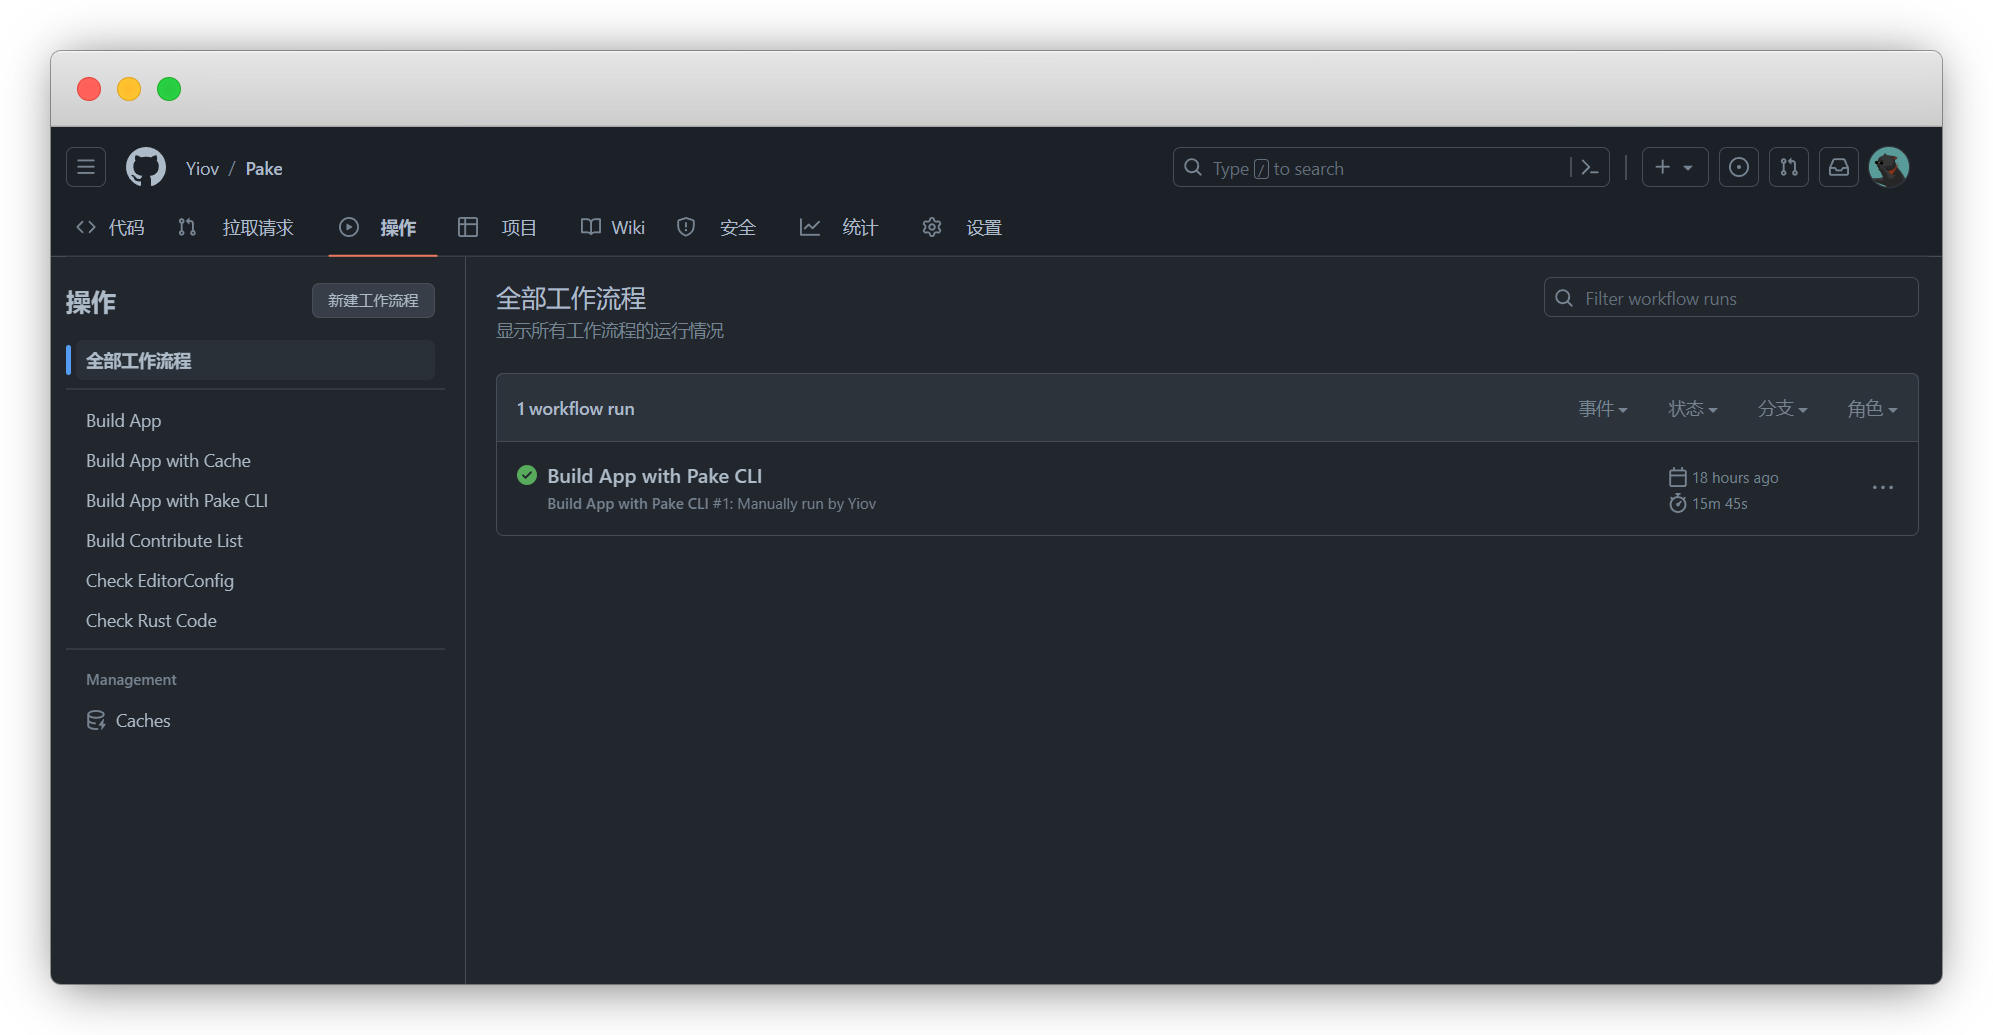 Yiov / Pake
Type / to search
代码
拉取请求
操作
项目
Wiki
安全
统计
设置
操作
新建工作流程
全部工作流程
Build App
Build App with Cache
Build App with Pake CLI
Build Contribute List
Check EditorConfig
Check Rust Code
Management
Caches
全部工作流程
显示所有工作流程的运行情况
Filter workflow runs
1 workflow run
事件
状态
分支
角色
Build App with Pake CLI
Build App with Pake CLI #1: Manually run by Yiov
18 hours ago
15m 45s